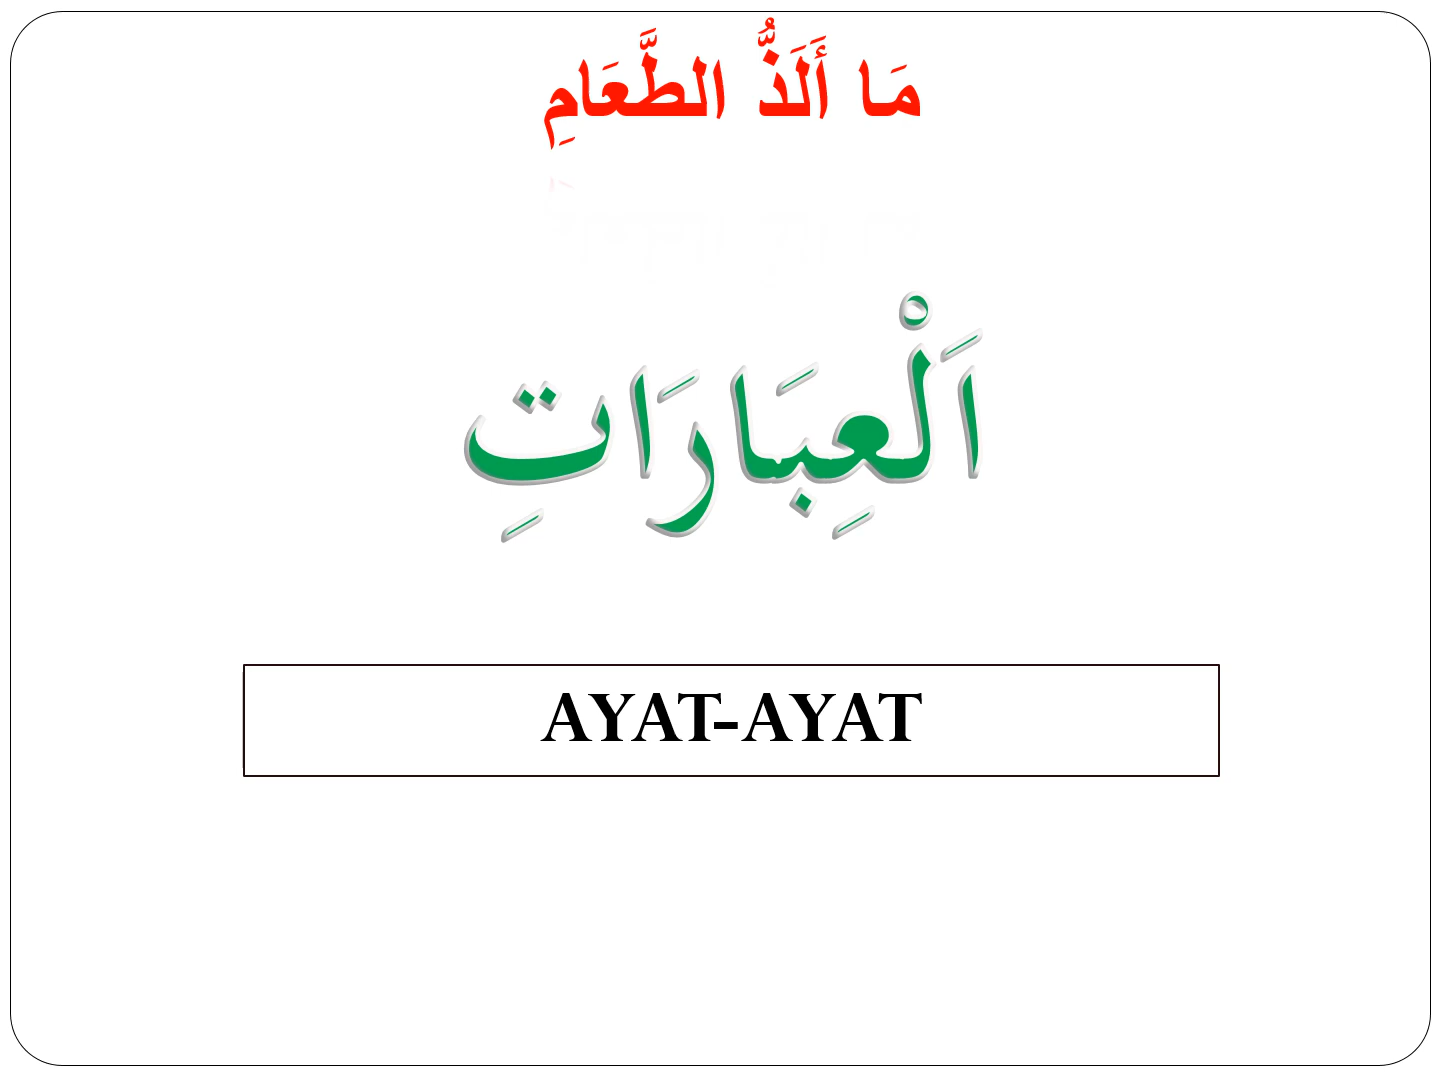 مَا أَلَذُّ الطَّعَامِ
اَلْعِبَارَاتِ
AYAT-AYAT